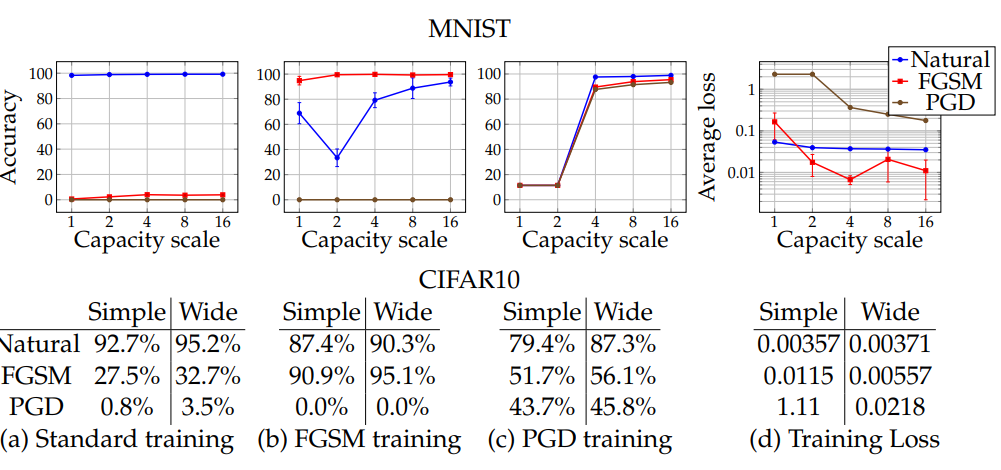 MNIST
Accuracy
100
80
60
40
20
0
1 2 4 8 16
Capacity scale
100
80
60
40
20
0
1 2 4 8 16
Capacity scale
100
80
60
40
20
0
1 2 4 8 16
Capacity scale
Average loss
1
0.1
0.01
1 2 4 8 16
Capacity scale
Natural
FGSM
PGD
CIFAR10
Simple Wide Simple Wide Simple Wide Simple Wide
Natural 92.7% 95.2% 87.4% 90.3% 79.4% 87.3% 0.00357 0.00371
FGSM 27.5% 32.7% 90.9% 95.1% 51.7% 56.1% 0.0115 0.00557
PGD 0.8% 3.5% 0.0% 0.0% 43.7% 45.8% 1.11 0.0218
(a) Standard training (b) FGSM training (c) PGD training (d) Training Loss